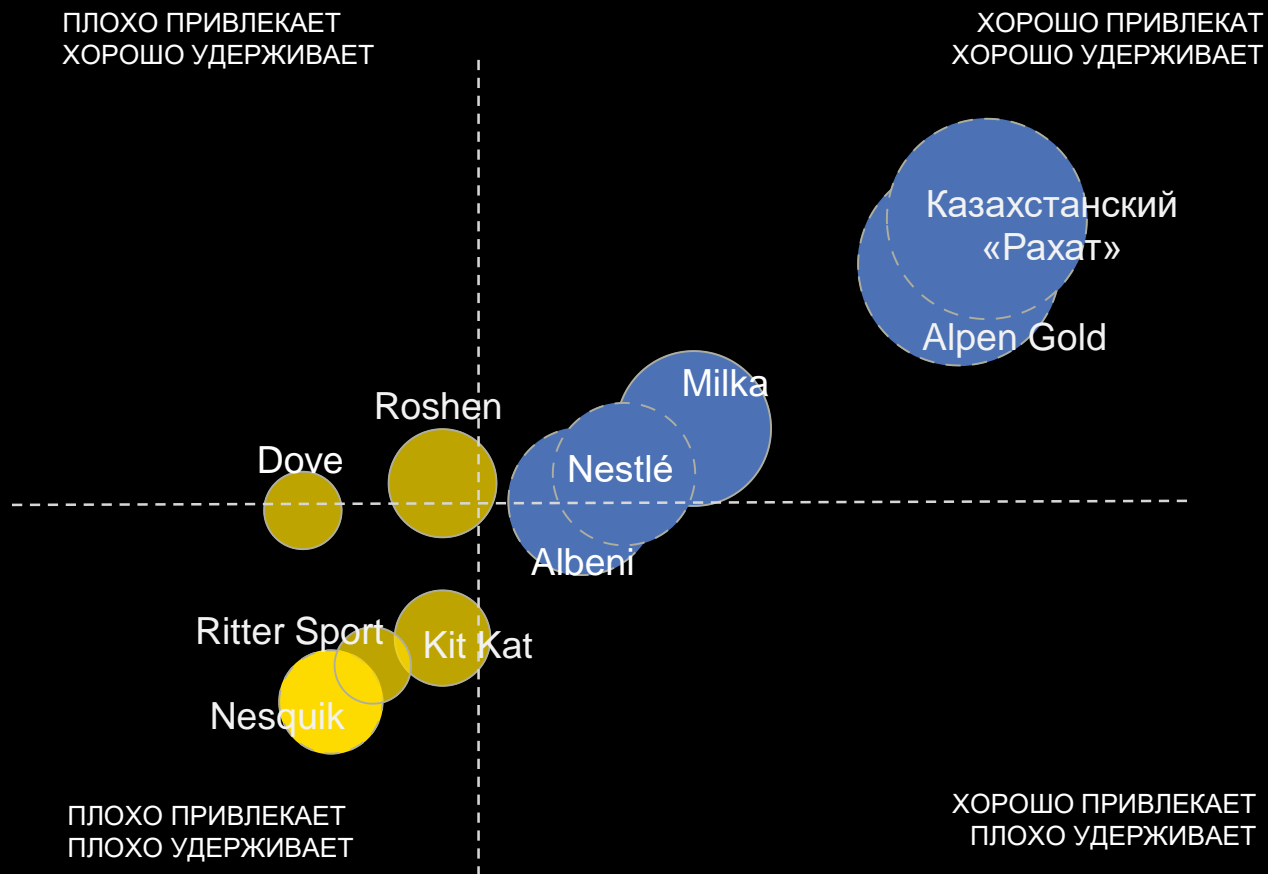 ПЛОХО ПРИВЛЕКАЕТ
ХОРОШО УДЕРЖИВАЕТ
ХОРОШО ПРИВЛЕКАТ
ХОРОШО УДЕРЖИВАЕТ
Казахстанский
«Рахат»
Alpen Gold
Milka
Roshen
Dove
Nestlé
Albeni
Ritter Sport
Kit Kat
Nesquik
ПЛОХО ПРИВЛЕКАЕТ
ПЛОХО УДЕРЖИВАЕТ
ХОРОШО ПРИВЛЕКАЕТ
ПЛОХО УДЕРЖИВАЕТ